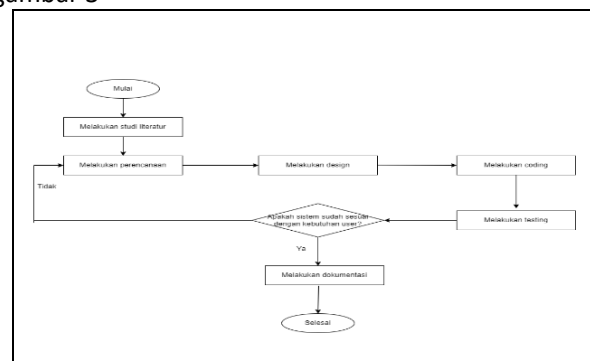 gambar 3
Mulai
Melakukan studi literatur
Melakukan perencanaan
Melakukan design
Melakukan coding
Tidak
Apakah sistem sudah sesuai
dengan kebutuhan user?
Melakukan testing
Ya
Melakukan dokumentasi
Selesai